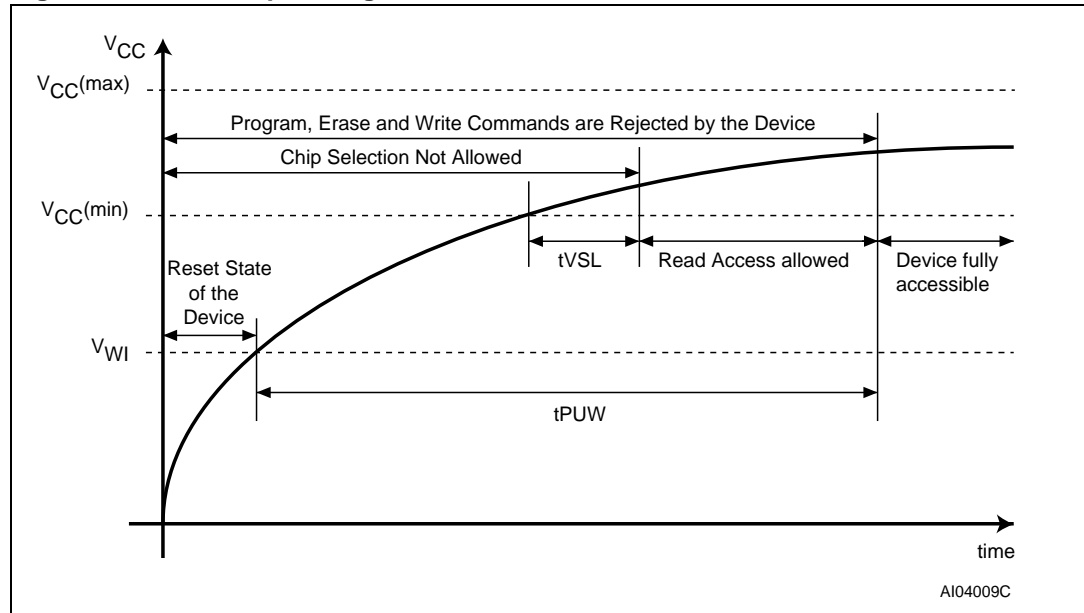 VCC
VCC(max)
Program, Erase and Write Commands are Rejected by the Device
Chip Selection Not Allowed
VCC(min)
tVSL
Read Access allowed
Device fully
accessible
Reset State
of the
Device
VWI
tPUW
time
AI04009C